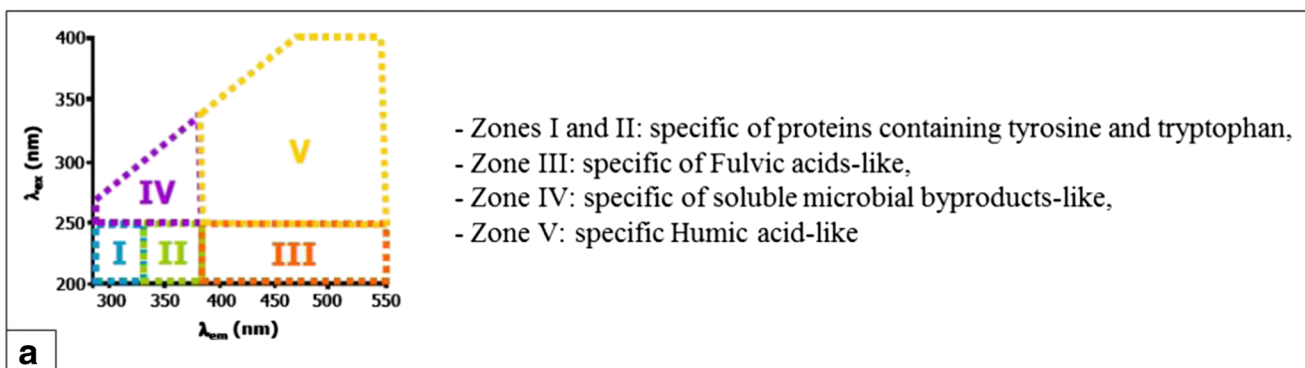 400
350
300
250
200
λex (nm)
V
IV
I
II
III
300 350 400 450 500 550
λem (nm)
- Zones I and II: specific of proteins containing tyrosine and tryptophan,
- Zone III: specific of Fulvic acids-like,
- Zone IV: specific of soluble microbial byproducts-like,
- Zone V: specific Humic acid-like
a